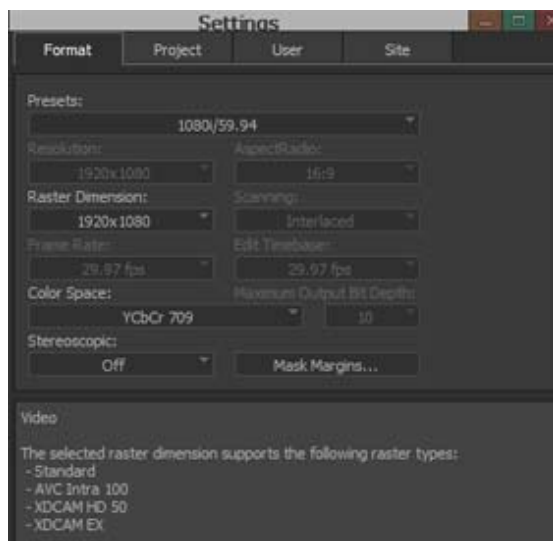 Settings
Format Project User Site
Presets:
1080i/59.94
Resolution: AspectRadio:
1920x1080 16:9
Raster Dimension: Scanning:
1920x1080 Interlaced
Frame Rate: Edit Timebase:
29.97 fps 29.97 fps
Color Space: Maximum Output Bit Depth:
YCbCr 709 10
Stereoscopic:
Off Mask Margins...
Video
The selected raster dimension supports the following raster types:
- Standard
- AVC Intra 100
- XDCAM HD 50
- XDCAM EX